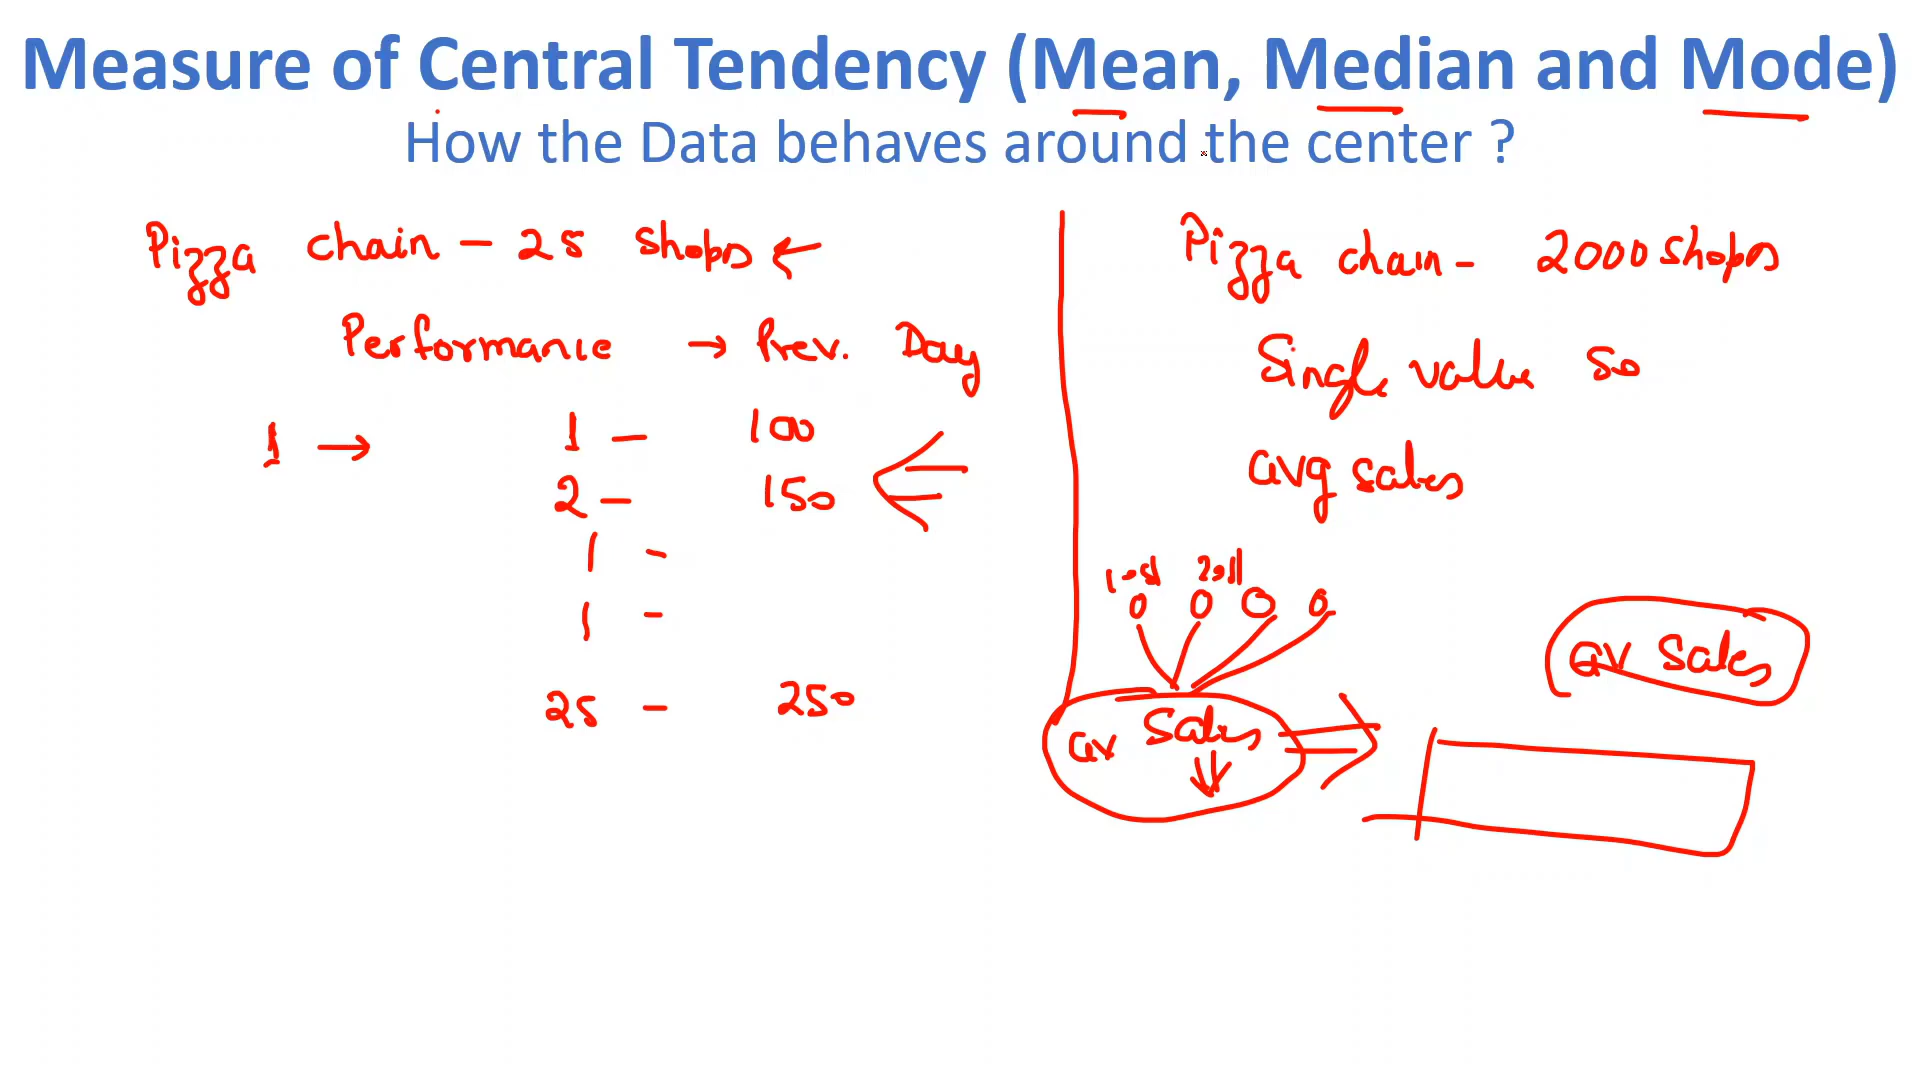 Measure of Central Tendency (Mean, Median and Mode)
How the Data behaves around the center ?
Pizza chain - 25 shops
Performance → Prev. Day
1 → 1 - 100
2 - 150
1 -
1 -
25 - 250
Pizza chain - 2000 shops
Single value so
avg sales
av sales
av sales